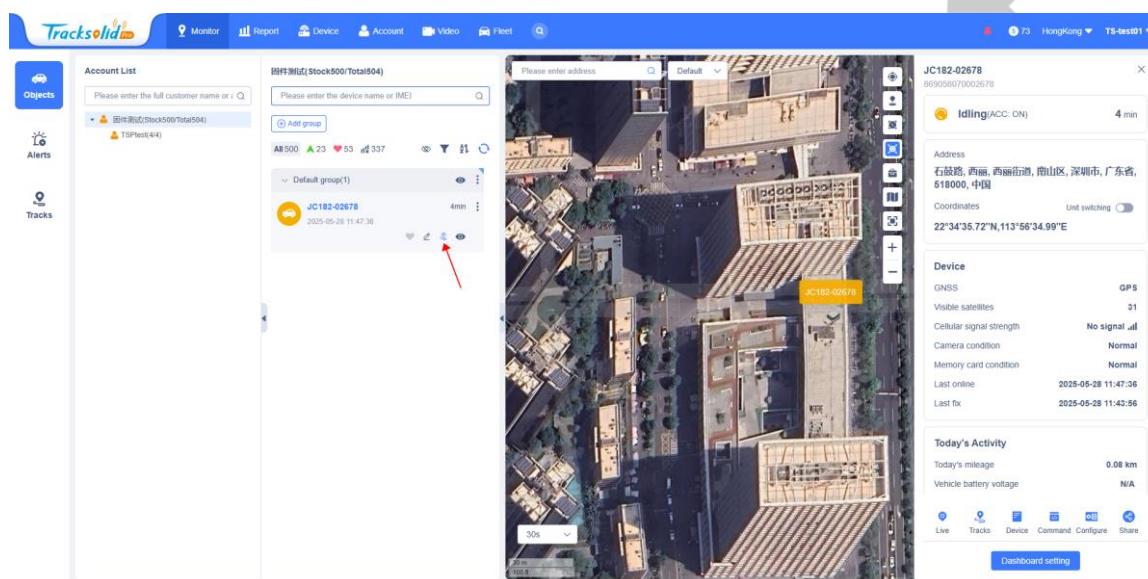 Tracksolid Pro
Monitor
Report
Device
Account
Video
Fleet
73
HongKong
TS-test01
Objects
Alerts
Tracks
Account List
Please enter the full customer name or
固件测试(Stock500/Total504)
TSPtest(4/4)
固件测试(Stock500/Total504)
Please enter the device name or IMEI
Add group
All 500
23
53
337
Default group(1)
JC182-02678
4min
2025-05-28 11:47:36
Please enter address
Default
JC182-02678
30s
30 m
100 ft
JC182-02678
869058070002678
Idling(ACC: ON)
4 min
Address
石鼓路, 西丽, 西丽街道, 南山区, 深圳市, 广东省,
518000, 中国
Coordinates
Unit switching
22°34'35.72"N,113°56'34.99"E
Device
GNSS
GPS
Visible satellites
31
Cellular signal strength
No signal
Camera condition
Normal
Memory card condition
Normal
Last online
2025-05-28 11:47:36
Last fix
2025-05-28 11:43:56
Today's Activity
Today's mileage
0.08 km
Vehicle battery voltage
N/A
Live
Tracks
Device
Command
Configure
Share
Dashboard setting